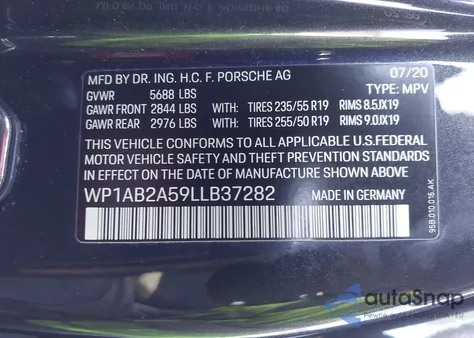 MFD BY DR. ING. H.C. F. PORSCHE AG 07/20
GVWR 5688 LBS TYPE: MPV
GAWR FRONT 2844 LBS WITH: TIRES 235/55 R19 RIMS 8.5JX19
GAWR REAR 2976 LBS WITH: TIRES 255/50 R19 RIMS 9.0JX19
THIS VEHICLE CONFORMS TO ALL APPLICABLE U.S.FEDERAL
MOTOR VEHICLE SAFETY AND THEFT PREVENTION STANDARDS
IN EFFECT ON THE DATE OF MANUFACTURE SHOWN ABOVE.
WP1AB2A59LLB37282 MADE IN GERMANY
95B.010.016.AK
autoSnap